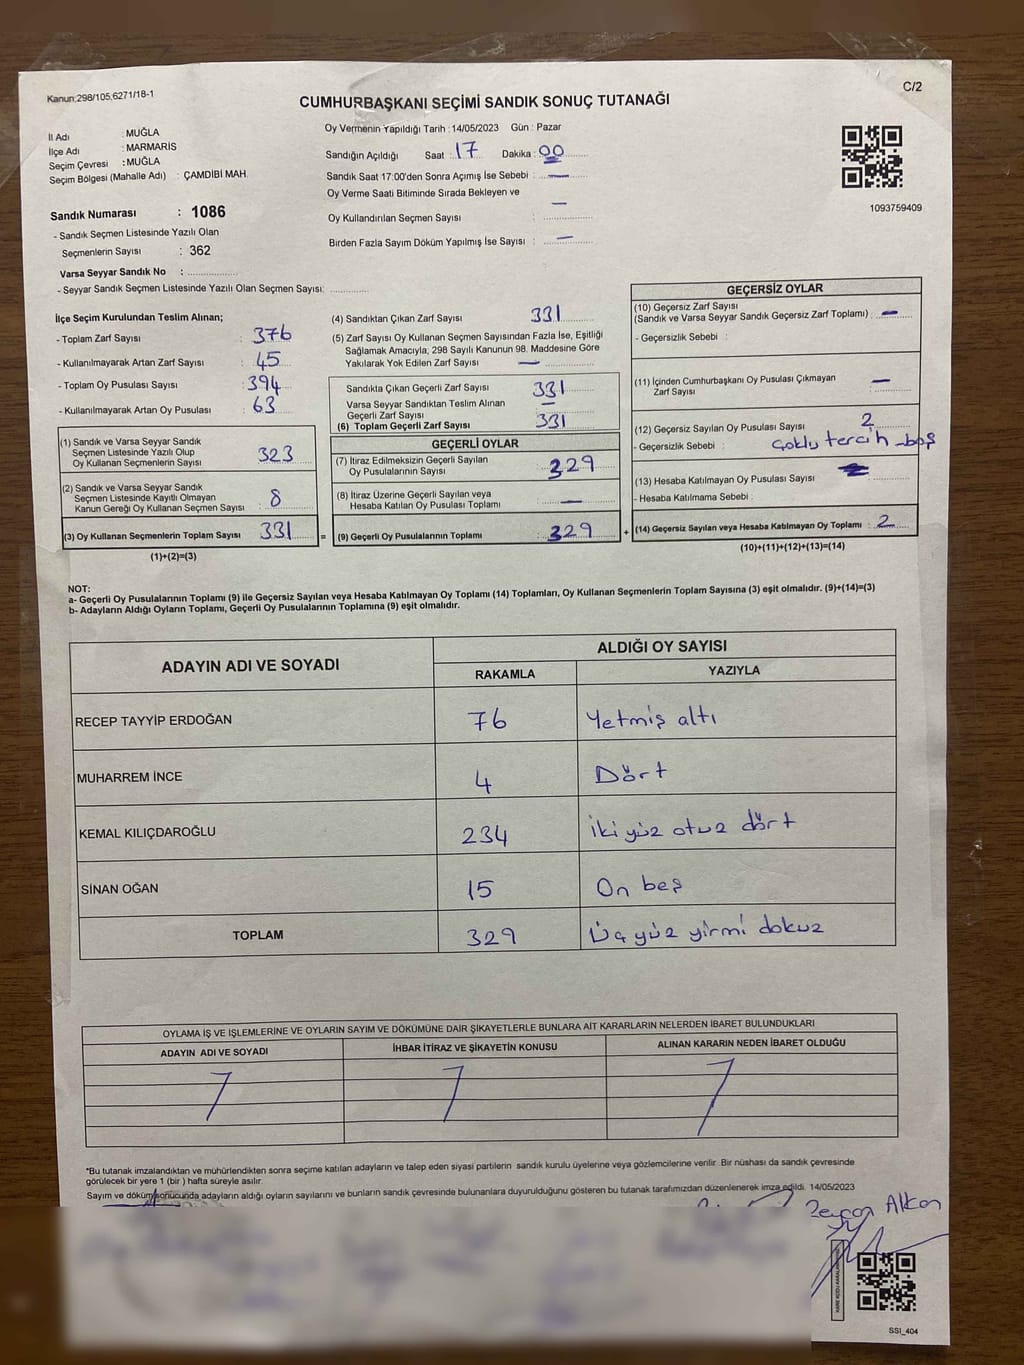 Kanun;298/105,6271/18-1
C/2
CUMHURBAŞKANI SEÇİMİ SANDIK SONUÇ TUTANAĞI
İl Adı : MUĞLA
İlçe Adı : MARMARİS
Seçim Çevresi : MUĞLA
Seçim Bölgesi (Mahalle Adı) : ÇAMDİBİ MAH.
Oy Vermenin Yapıldığı Tarih :14/05/2023 Gün : Pazar
Sandığın Açıldığı Saat : 17 Dakika : 00
Sandık Saat 17:00'den Sonra Açımış İse Sebebi : —
Oy Verme Saati Bitiminde Sırada Bekleyen ve
Oy Kullandırılan Seçmen Sayısı : —
Birden Fazla Sayım Döküm Yapılmış İse Sayısı : —
1093759409
Sandık Numarası : 1086
- Sandık Seçmen Listesinde Yazılı Olan
Seçmenlerin Sayısı : 362
Varsa Seyyar Sandık No :
- Seyyar Sandık Seçmen Listesinde Yazılı Olan Seçmen Sayısı:
İlçe Seçim Kurulundan Teslim Alınan;
- Toplam Zarf Sayısı : 376
- Kullanılmayarak Artan Zarf Sayısı : 45
- Toplam Oy Pusulası Sayısı : 394
- Kullanılmayarak Artan Oy Pusulası : 63
(1) Sandık ve Varsa Seyyar Sandık
Seçmen Listesinde Yazılı Olup
Oy Kullanan Seçmenlerin Sayısı : 323
(2) Sandık ve Varsa Seyyar Sandık
Seçmen Listesinde Kayıtlı Olmayan
Kanun Gereği Oy Kullanan Seçmen Sayısı : 8
(3) Oy Kullanan Seçmenlerin Toplam Sayısı : 331 =
(1)+(2)=(3)
(4) Sandıktan Çıkan Zarf Sayısı : 331
(5) Zarf Sayısı Oy Kullanan Seçmen Sayısından Fazla İse, Eşitliği
Sağlamak Amacıyla; 298 Sayılı Kanunun 98. Maddesine Göre
Yakılarak Yok Edilen Zarf Sayısı : —
Sandıkta Çıkan Geçerli Zarf Sayısı : 331
Varsa Seyyar Sandıktan Teslim Alınan
Geçerli Zarf Sayısı : —
(6) Toplam Geçerli Zarf Sayısı : 331
GEÇERLİ OYLAR
(7) İtiraz Edilmeksizin Geçerli Sayılan
Oy Pusulalarının Sayısı : 329
(8) İtiraz Üzerine Geçerli Sayılan veya
Hesaba Katılan Oy Pusulası Toplamı : —
(9) Geçerli Oy Pusulalarının Toplamı : 329 +
GEÇERSİZ OYLAR
(10) Geçersiz Zarf Sayısı
(Sandık ve Varsa Seyyar Sandık Geçersiz Zarf Toplamı) : —
- Geçersizlik Sebebi :
(11) İçinden Cumhurbaşkanı Oy Pusulası Çıkmayan
Zarf Sayısı : —
(12) Geçersiz Sayılan Oy Pusulası Sayısı : 2
- Geçersizlik Sebebi : Çoklu tercih - boş
(13) Hesaba Katılmayan Oy Pusulası Sayısı :
- Hesaba Katılmama Sebebi :
(14) Geçersiz Sayılan veya Hesaba Katılmayan Oy Toplamı : 2
(10)+(11)+(12)+(13)=(14)
NOT:
a- Geçerli Oy Pusulalarının Toplamı (9) ile Geçersiz Sayılan veya Hesaba Katılmayan Oy Toplamı (14) Toplamları, Oy Kullanan Seçmenlerin Toplam Sayısına (3) eşit olmalıdır. (9)+(14)=(3)
b- Adayların Aldığı Oyların Toplamı, Geçerli Oy Pusulalarının Toplamına (9) eşit olmalıdır.
ADAYIN ADI VE SOYADI
ALDIĞI OY SAYISI
RAKAMLA YAZIYLA
RECEP TAYYİP ERDOĞAN 76 Yetmiş altı
MUHARREM İNCE 4 Dört
KEMAL KILIÇDAROĞLU 234 iki yüz otuz dört
SİNAN OĞAN 15 On beş
TOPLAM 329 Üç yüz yirmi dokuz
OYLAMA İŞ VE İŞLEMLERİNE VE OYLARIN SAYIM VE DÖKÜMÜNE DAİR ŞİKAYETLERLE BUNLARA AİT KARARLARIN NELERDEN İBARET BULUNDUKLARI
ADAYIN ADI VE SOYADI İHBAR İTİRAZ VE ŞİKAYETİN KONUSU ALINAN KARARIN NEDEN İBARET OLDUĞU
*Bu tutanak imzalandıktan ve mühürlendikten sonra seçime katılan adayların ve talep eden siyasi partilerin sandık kurulu üyelerine veya gözlemcilerine verilir. Bir nüshası da sandık çevresinde
görülecek bir yere 1 (bir ) hafta süreyle asılır.
Sayım ve döküm sonucunda adayların aldığı oyların sayılarını ve bunların sandık çevresinde bulunanlara duyurulduğunu gösteren bu tutanak tarafımızdan düzenlenerek imza edildi. 14/05/2023
SSI_404